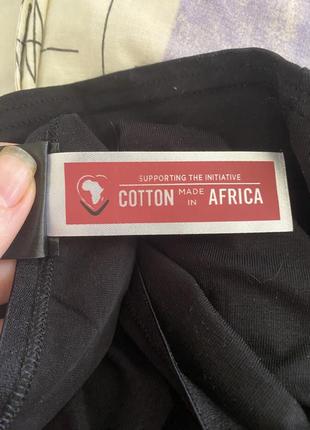 SUPPORTING THE INITIATIVE
COTTON MADE IN AFRICA